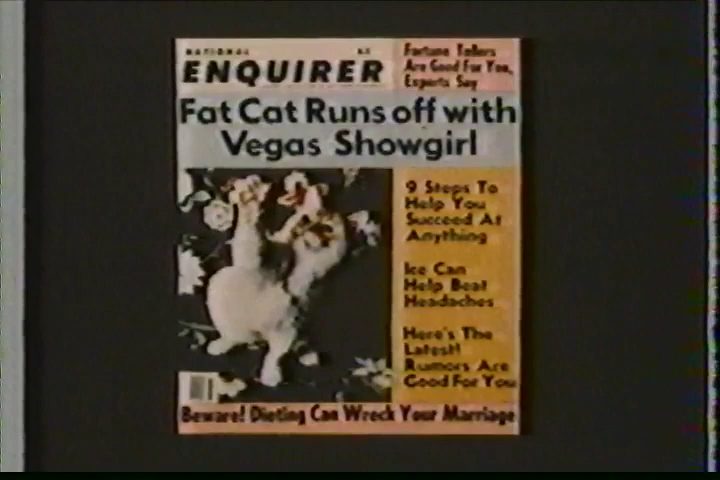 NATIONAL
ENQUIRER
Fortune Tellers
Are Good For You,
Experts Say
Fat Cat Runs off with
Vegas Showgirl
9 Steps To
Help You
Succeed At
Anything
Ice Can
Help Beat
Headaches
Here's The
Latest!
Rumors Are
Good For You
Beware! Dieting Can Wreck Your Marriage